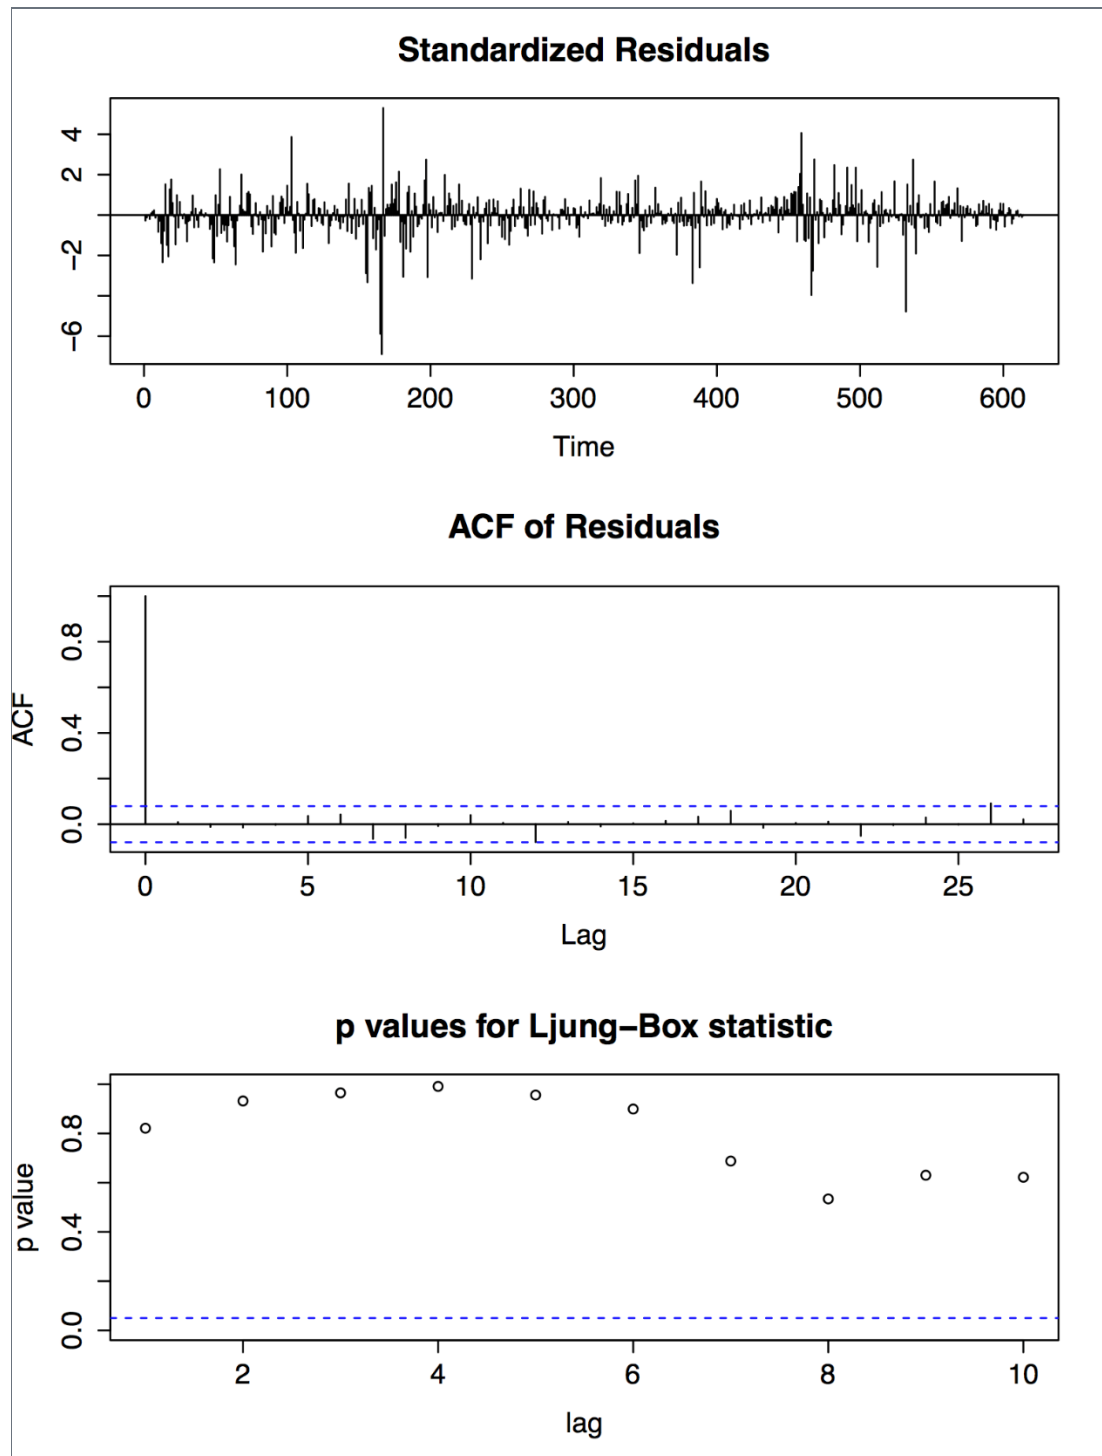 Standardized Residuals
4
2
-2
-6
0 100 200 300 400 500 600
Time
ACF of Residuals
ACF
0.8
0.4
0.0
0 5 10 15 20 25
Lag
p values for Ljung–Box statistic
p value
0.8
0.4
0.0
2 4 6 8 10
lag